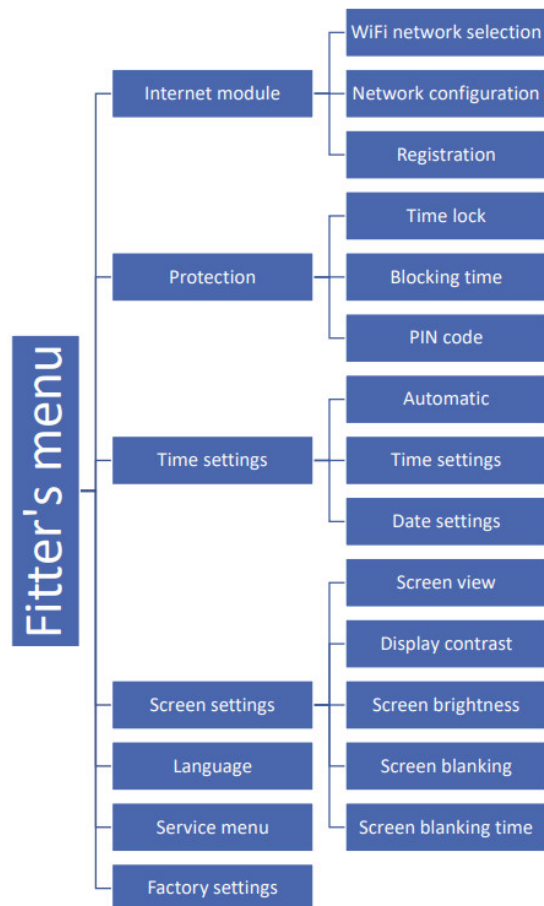 Fitter's menu
Internet module
WiFi network selection
Network configuration
Registration
Protection
Time lock
Blocking time
PIN code
Time settings
Automatic
Time settings
Date settings
Screen settings
Screen view
Display contrast
Screen brightness
Screen blanking
Screen blanking time
Language
Service menu
Factory settings